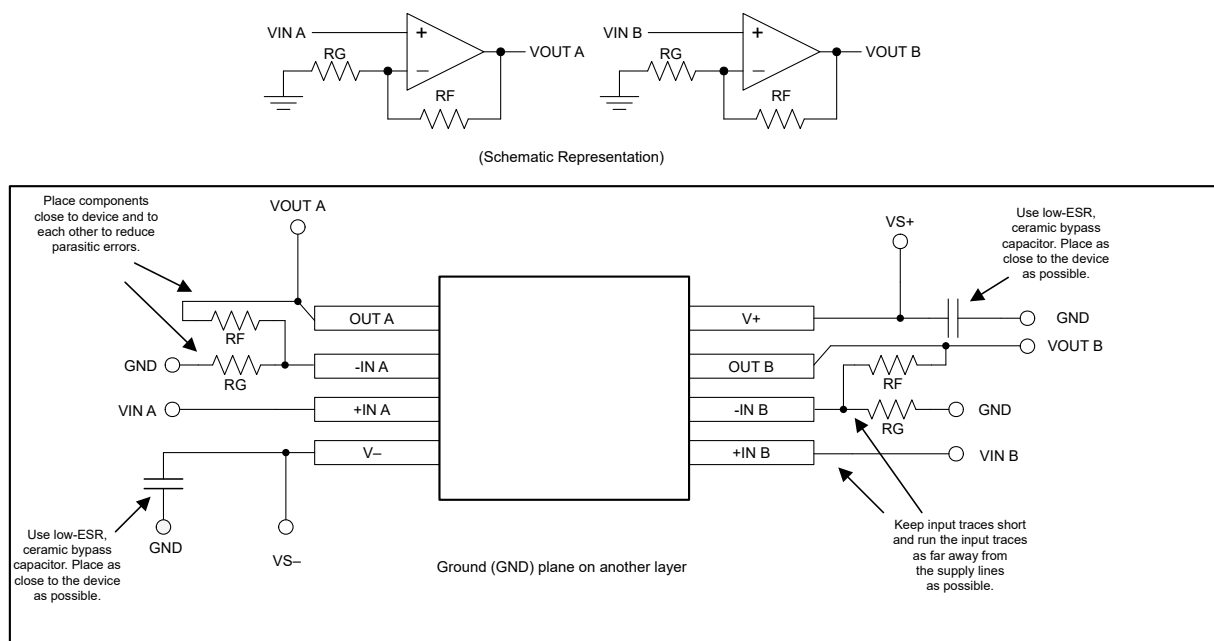 VIN A
+
RG
−
VOUT A
RF
VIN B
+
RG
−
VOUT B
RF
(Schematic Representation)
Place components
close to device and to
each other to reduce
parasitic errors.
VOUT A
RF
GND
RG
VIN A
OUT A
-IN A
+IN A
V–
Use low-ESR,
ceramic bypass
capacitor. Place as
close to the device
as possible.
GND
VS–
Ground (GND) plane on another layer
VS+
Use low-ESR,
ceramic bypass
capacitor. Place as
close to the device
as possible.
V+
OUT B
-IN B
+IN B
GND
VOUT B
RF
RG
GND
VIN B
Keep input traces short
and run the input traces
as far away from
the supply lines
as possible.